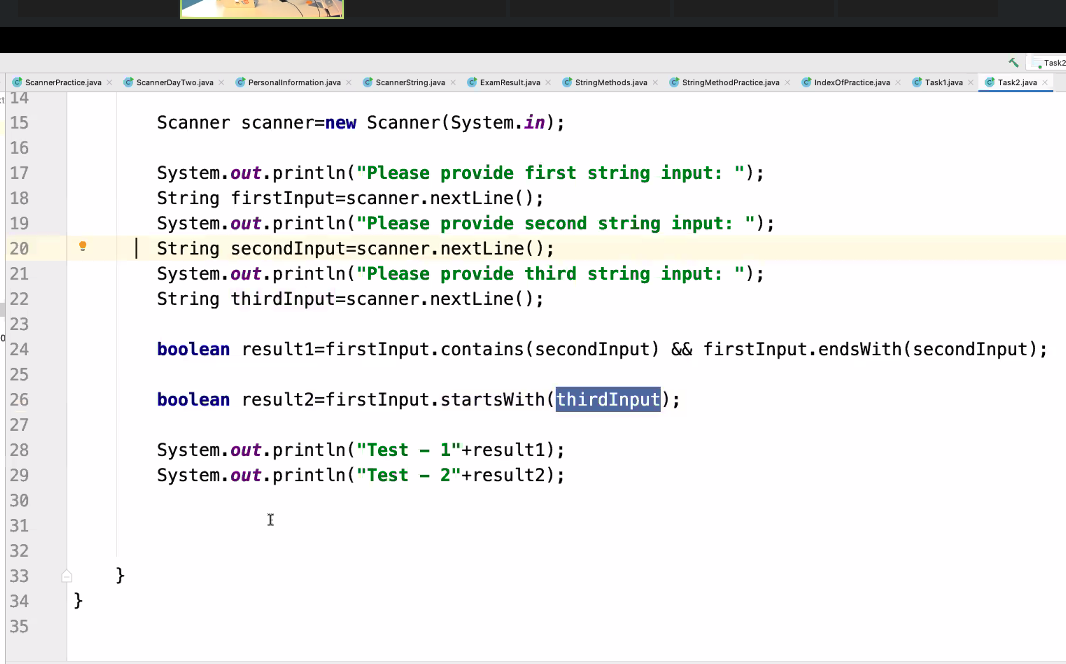 Task2
ScannerPractice.java ScannerDayTwo.java PersonalInformation.java ScannerString.java ExamResult.java StringMethods.java StringMethodPractice.java IndexOfPractice.java Task1.java Task2.java
14
15 Scanner scanner=new Scanner(System.in);
16
17 System.out.println("Please provide first string input: ");
18 String firstInput=scanner.nextLine();
19 System.out.println("Please provide second string input: ");
20 String secondInput=scanner.nextLine();
21 System.out.println("Please provide third string input: ");
22 String thirdInput=scanner.nextLine();
23
24 boolean result1=firstInput.contains(secondInput) && firstInput.endsWith(secondInput);
25
26 boolean result2=firstInput.startsWith(thirdInput);
27
28 System.out.println("Test – 1"+result1);
29 System.out.println("Test – 2"+result2);
30
31
32
33 }
34 }
35